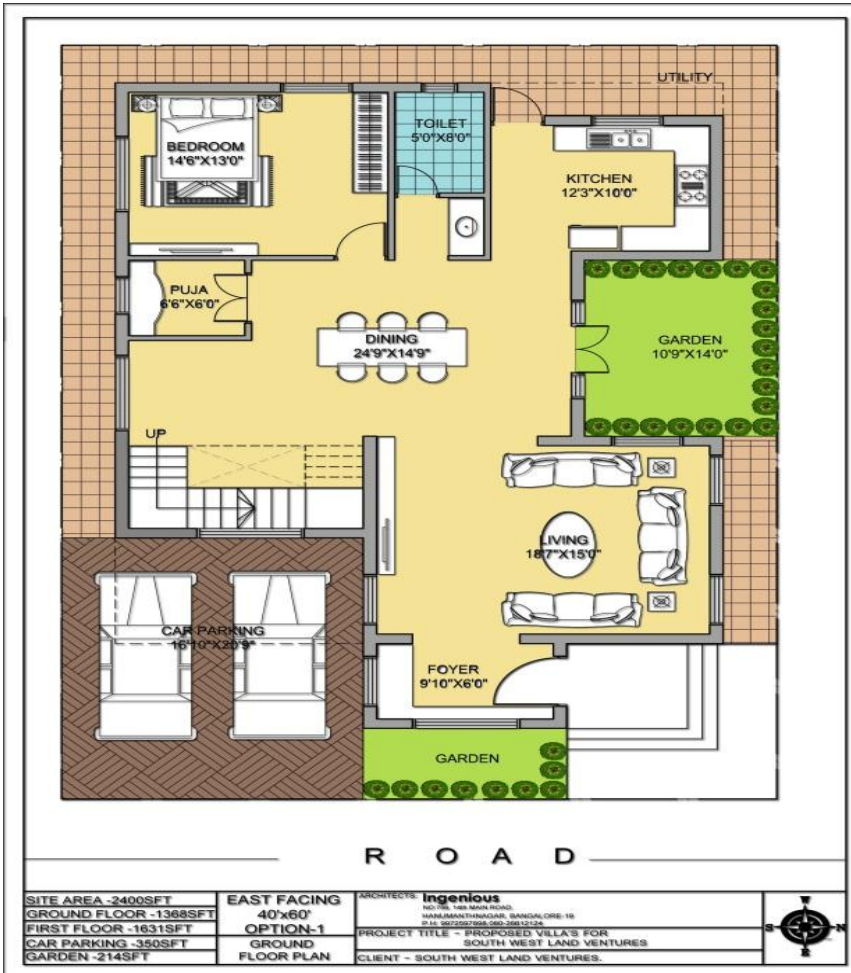 UTILITY
TOILET
5'0"X8'0"
BEDROOM
14'6"X13'0"
KITCHEN
12'3"X10'0"
PUJA
6'6"X6'0"
DINING
24'9"X14'9"
GARDEN
10'9"X14'0"
UP
LIVING
18'7"X15'0"
CAR PARKING
16'10"X20'9"
FOYER
9'10"X6'0"
GARDEN
R O A D
SITE AREA -2400SFT
GROUND FLOOR -1368SFT
FIRST FLOOR -1631SFT
CAR PARKING -350SFT
GARDEN -214SFT
EAST FACING
40'x60'
OPTION-1
GROUND
FLOOR PLAN
ARCHITECTS: Ingenious
MAIN ROAD,
HANUMANTHNAGAR, BANGALORE-19
PROJECT TITLE - PROPOSED VILLA'S FOR
SOUTH WEST LAND VENTURES
CLIENT - SOUTH WEST LAND VENTURES.
W
S N
E